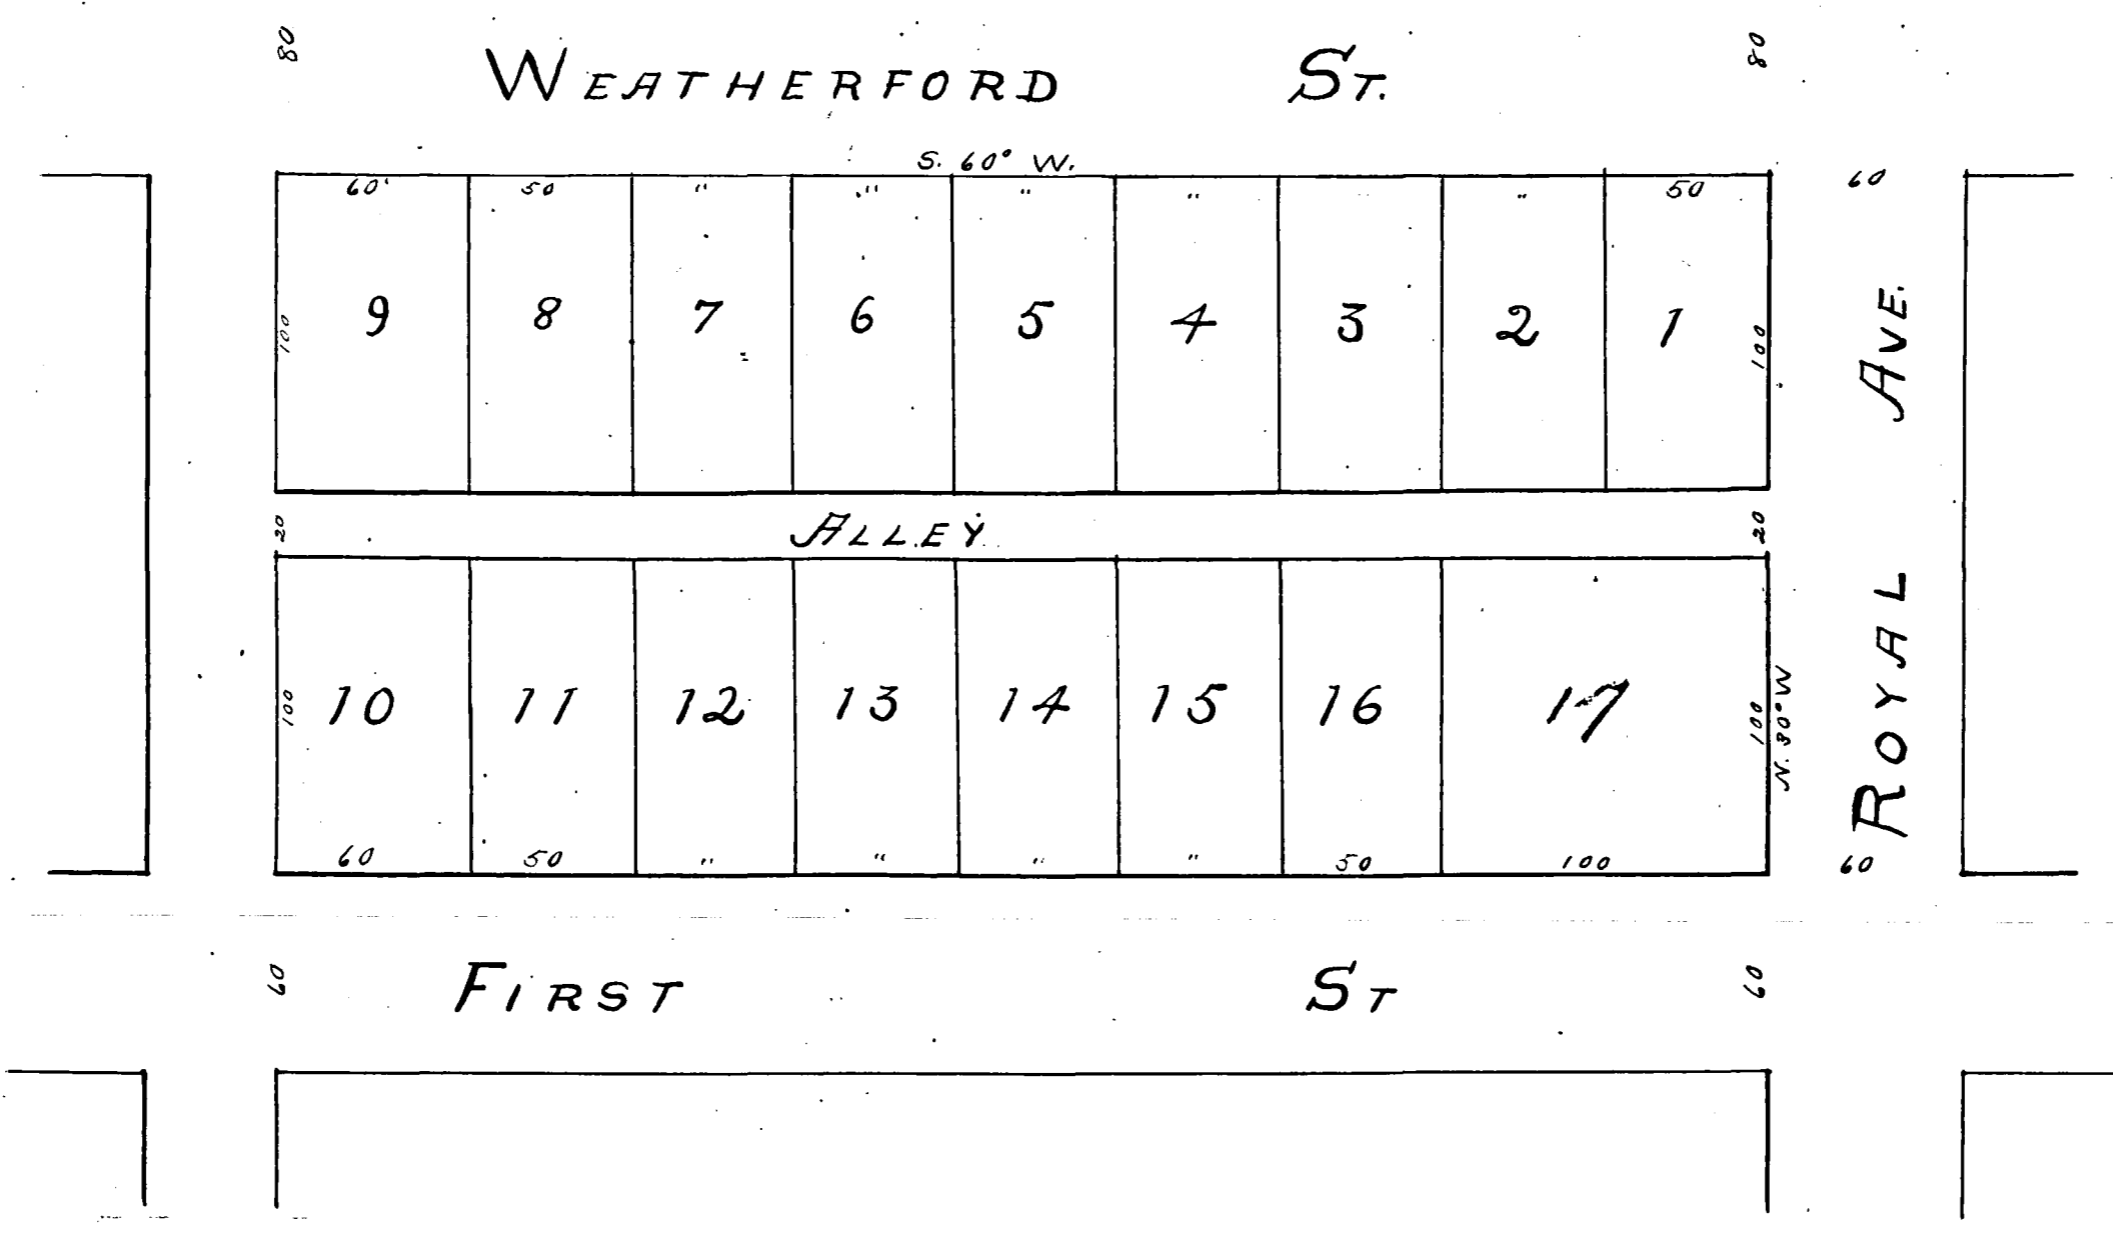 80 80
WEATHERFORD ST.
S. 60° W.
60' 50 " " " " " 50 60
9 8 7 6 5 4 3 2 1
100 100
20 ALLEY 20
ROYAL AVE.
10 11 12 13 14 15 16 17
100 100
N. 30° W
60 50 " " " " 50 100 60
60 60
FIRST ST